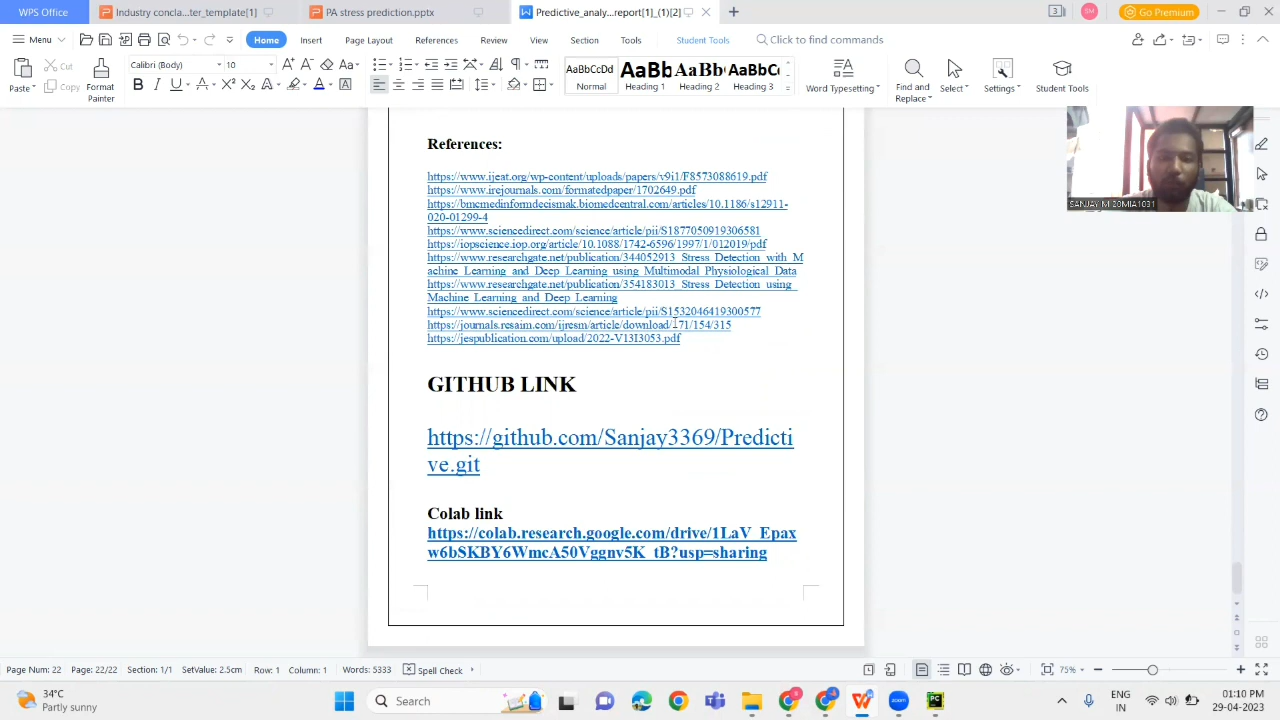 WPS Office
Industry concla...ter_template[1]
PA stress prediction.pptx
Predictive_analy...report[1]_(1)[2]
3
SM
Go Premium
Menu
Home
Insert
Page Layout
References
Review
View
Section
Tools
Student Tools
Click to find commands
Paste
Cut
Copy
Format
Painter
Calibri (Body)
10
AaBbCcDd
Normal
AaBb
Heading 1
AaBb
Heading 2
AaBbCc
Heading 3
Word Typesetting
Find and
Replace
Select
Settings
Student Tools
SANJAY M 20MIA1031
References:
https://www.ijeat.org/wp-content/uploads/papers/v9i1/F8573088619.pdf
https://www.irejournals.com/formatedpaper/1702649.pdf
https://bmcmedinformdecismak.biomedcentral.com/articles/10.1186/s12911-
020-01299-4
https://www.sciencedirect.com/science/article/pii/S1877050919306581
https://iopscience.iop.org/article/10.1088/1742-6596/1997/1/012019/pdf
https://www.researchgate.net/publication/344052913_Stress_Detection_with_M
achine_Learning_and_Deep_Learning_using_Multimodal_Physiological_Data
https://www.researchgate.net/publication/354183013_Stress_Detection_using_
Machine_Learning_and_Deep_Learning
https://www.sciencedirect.com/science/article/pii/S1532046419300577
https://journals.resaim.com/ijresm/article/download/171/154/315
https://jespublication.com/upload/2022-V13I3053.pdf
GITHUB LINK
https://github.com/Sanjay3369/Predicti
ve.git
Colab link
https://colab.research.google.com/drive/1LaV_Epax
w6bSKBY6WmcA50Vggnv5K_tB?usp=sharing
Page Num: 22
Page: 22/22
Section: 1/1
SetValue: 2.5cm
Row: 1
Column: 1
Words: 5333
Spell Check
75%
34°C
Partly sunny
Search
zoom
ENG
IN
01:10 PM
29-04-2023